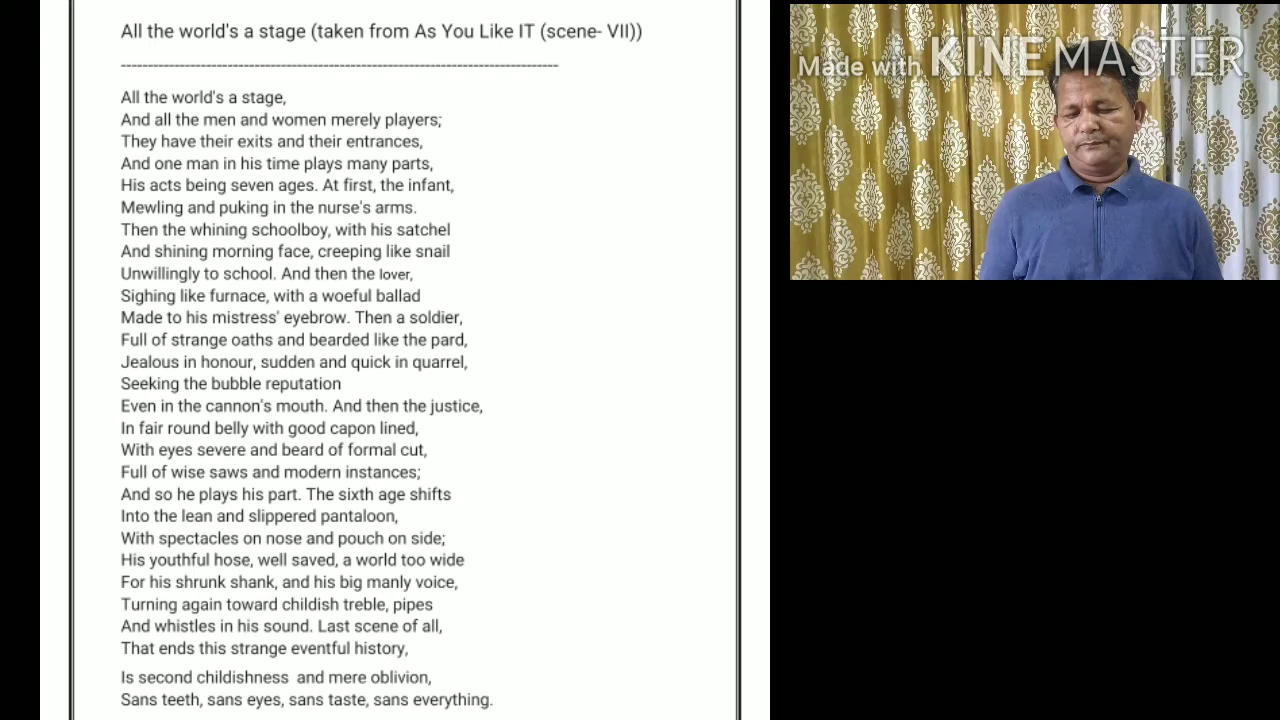 All the world's a stage (taken from As You Like IT (scene- VII))
--------------------------------------------------------------------------------
All the world's a stage,
And all the men and women merely players;
They have their exits and their entrances,
And one man in his time plays many parts,
His acts being seven ages. At first, the infant,
Mewling and puking in the nurse's arms.
Then the whining schoolboy, with his satchel
And shining morning face, creeping like snail
Unwillingly to school. And then the lover,
Sighing like furnace, with a woeful ballad
Made to his mistress' eyebrow. Then a soldier,
Full of strange oaths and bearded like the pard,
Jealous in honour, sudden and quick in quarrel,
Seeking the bubble reputation
Even in the cannon's mouth. And then the justice,
In fair round belly with good capon lined,
With eyes severe and beard of formal cut,
Full of wise saws and modern instances;
And so he plays his part. The sixth age shifts
Into the lean and slippered pantaloon,
With spectacles on nose and pouch on side;
His youthful hose, well saved, a world too wide
For his shrunk shank, and his big manly voice,
Turning again toward childish treble, pipes
And whistles in his sound. Last scene of all,
That ends this strange eventful history,
Is second childishness and mere oblivion,
Sans teeth, sans eyes, sans taste, sans everything.
Made with KINEMASTER